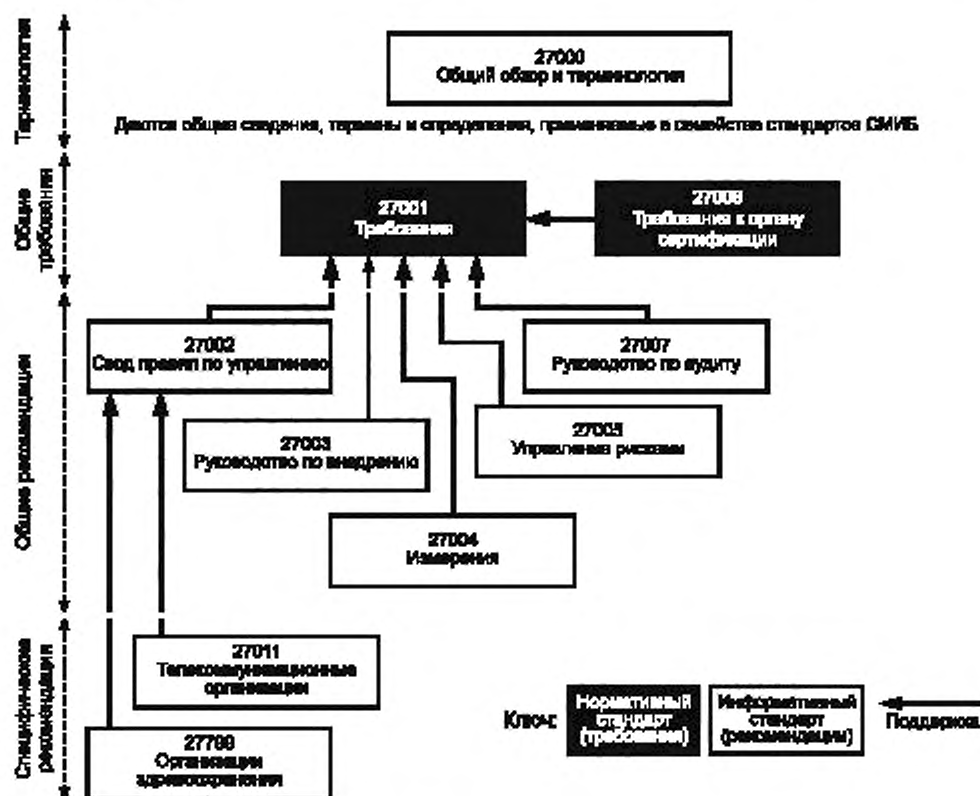 Терминология
27000
Общий обзор и терминология
Даются общие сведения, термины и определения, применяемые в семействе стандартов СМИБ
Общие
требования
27001
Требования
27006
Требования к органу
сертификации
Общие рекомендации
27002
Свод правил по управлению
27007
Руководство по аудиту
27003
Руководство по внедрению
27005
Управление рисками
27004
Измерения
Специфические
рекомендации
27011
Телекоммуникационные
организации
27799
Организации
здравоохранения
Ключ:
Нормативный
стандарт
(требования)
Информативный
стандарт
(рекомендации)